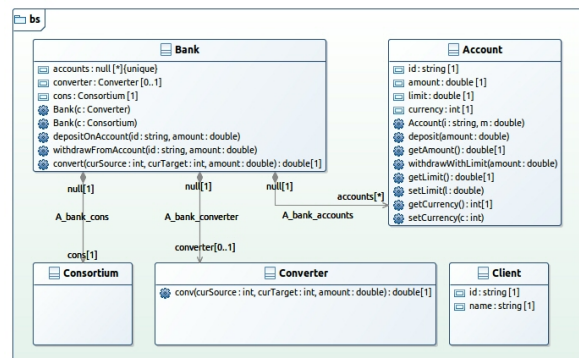 bs
Bank
accounts : null [*]{unique}
converter : Converter [0..1]
cons : Consortium [1]
Bank(c : Converter)
Bank(c : Consortium)
depositOnAccount(id : string, amount : double)
withdrawFromAccount(id : string, amount : double)
convert(curSource : int, curTarget : int, amount : double) : double[1]
Account
id : string [1]
amount : double [1]
limit : double [1]
currency : int [1]
Account(i : string, m : double)
deposit(amount : double)
getAmount() : double[1]
withdrawWithLimit(amount : double)
getLimit() : double[1]
setLimit(l : double)
getCurrency() : int[1]
setCurrency(c : int)
null[1]
null[1]
null[1]
accounts[*]
A_bank_cons
A_bank_converter
A_bank_accounts
cons[1]
converter[0..1]
Consortium
Converter
conv(curSource : int, curTarget : int, amount : double) : double[1]
Client
id : string [1]
name : string [1]